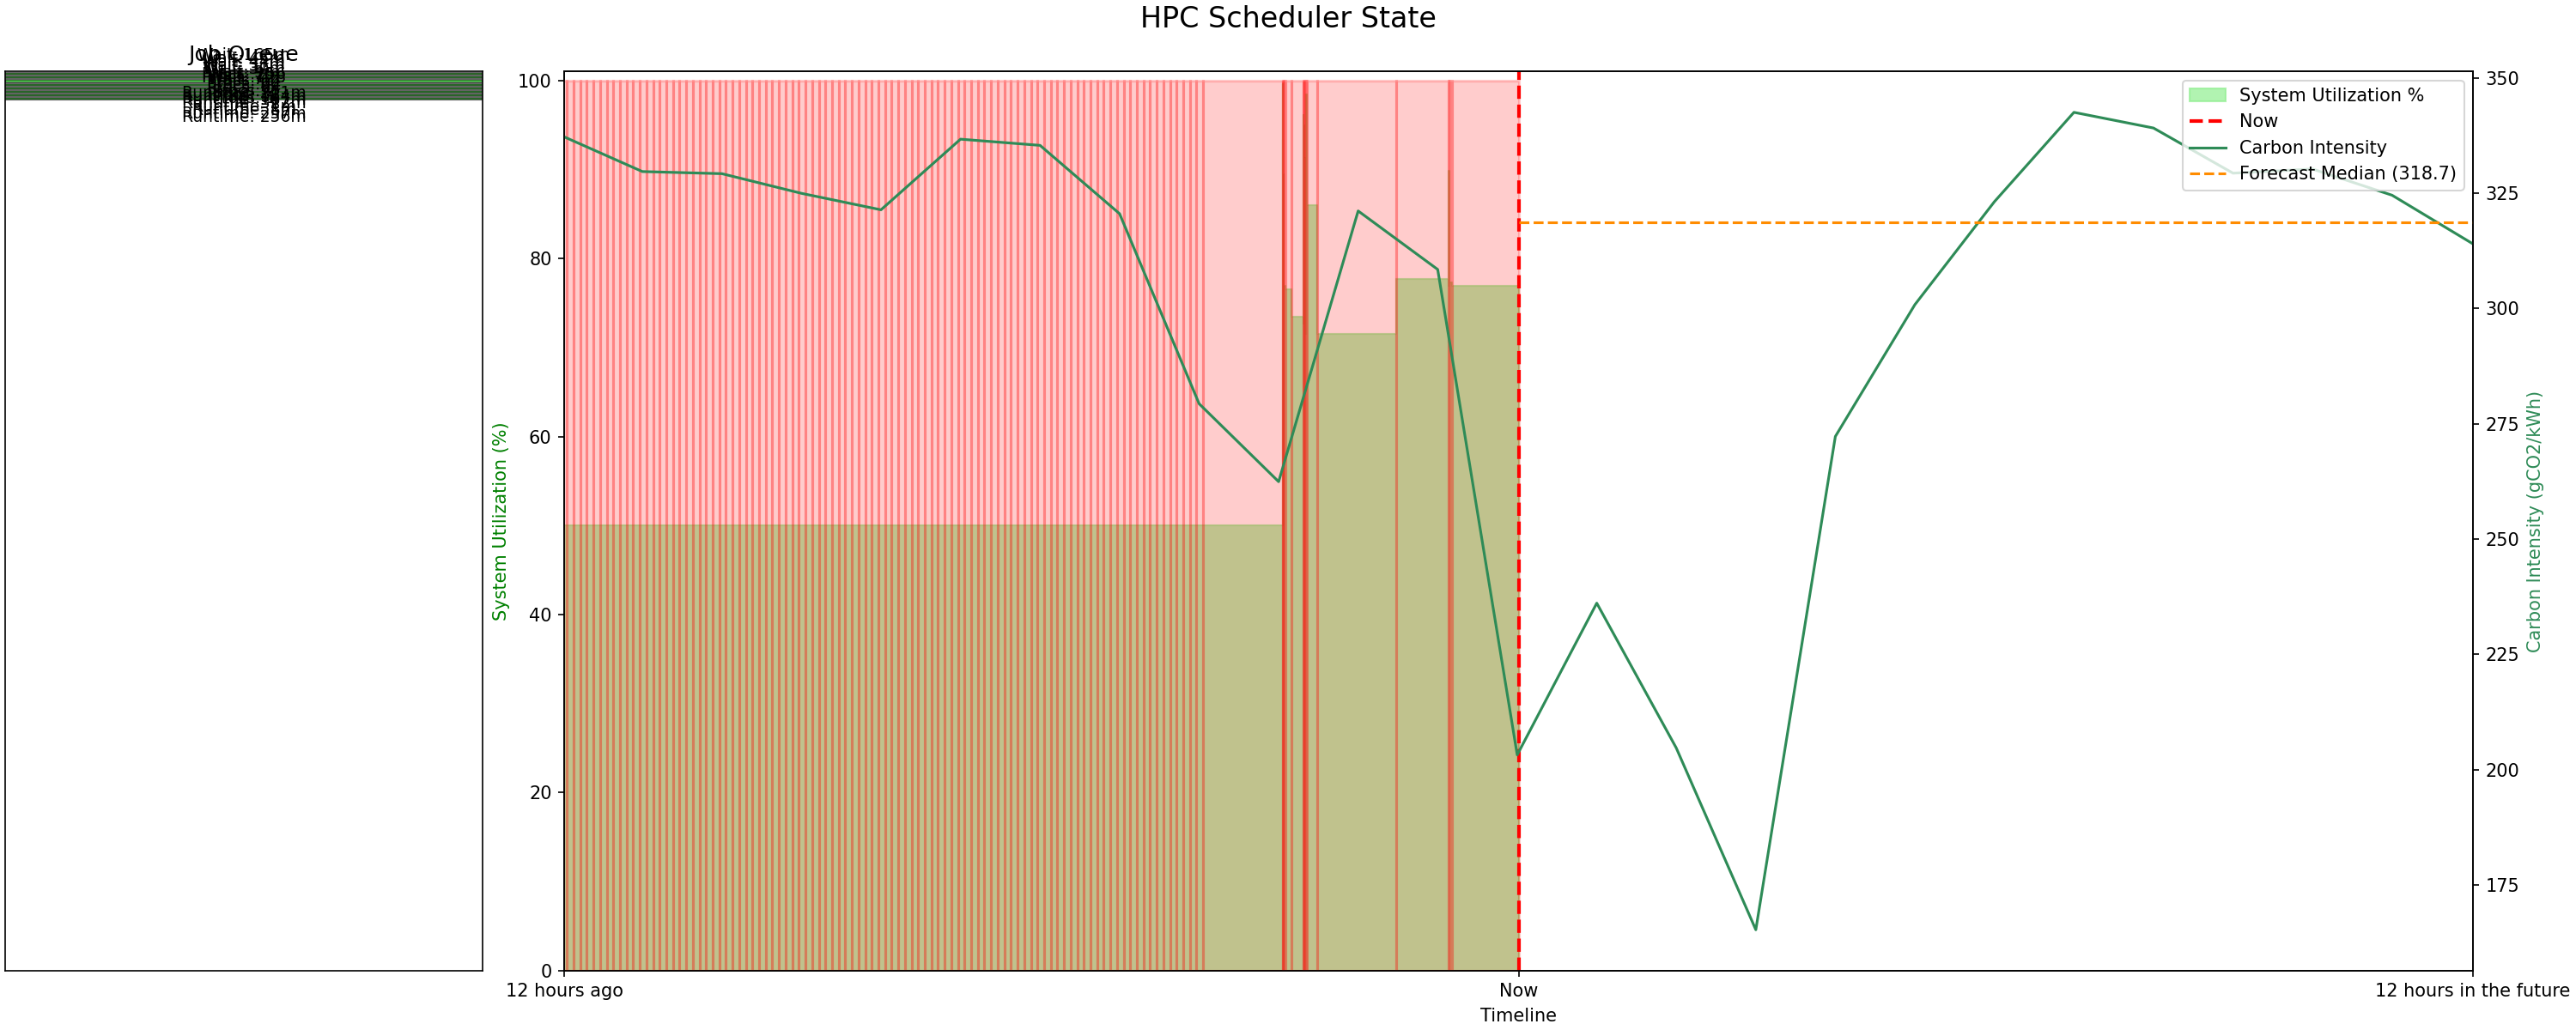 HPC Scheduler State
Job Queue
Runtime: 256m
System Utilization (%)
100
80
60
40
20
0
350
325
300
275
250
225
200
175
Carbon Intensity (gCO2/kWh)
System Utilization %
Now
Carbon Intensity
Forecast Median (318.7)
12 hours ago
Now
12 hours in the future
Timeline